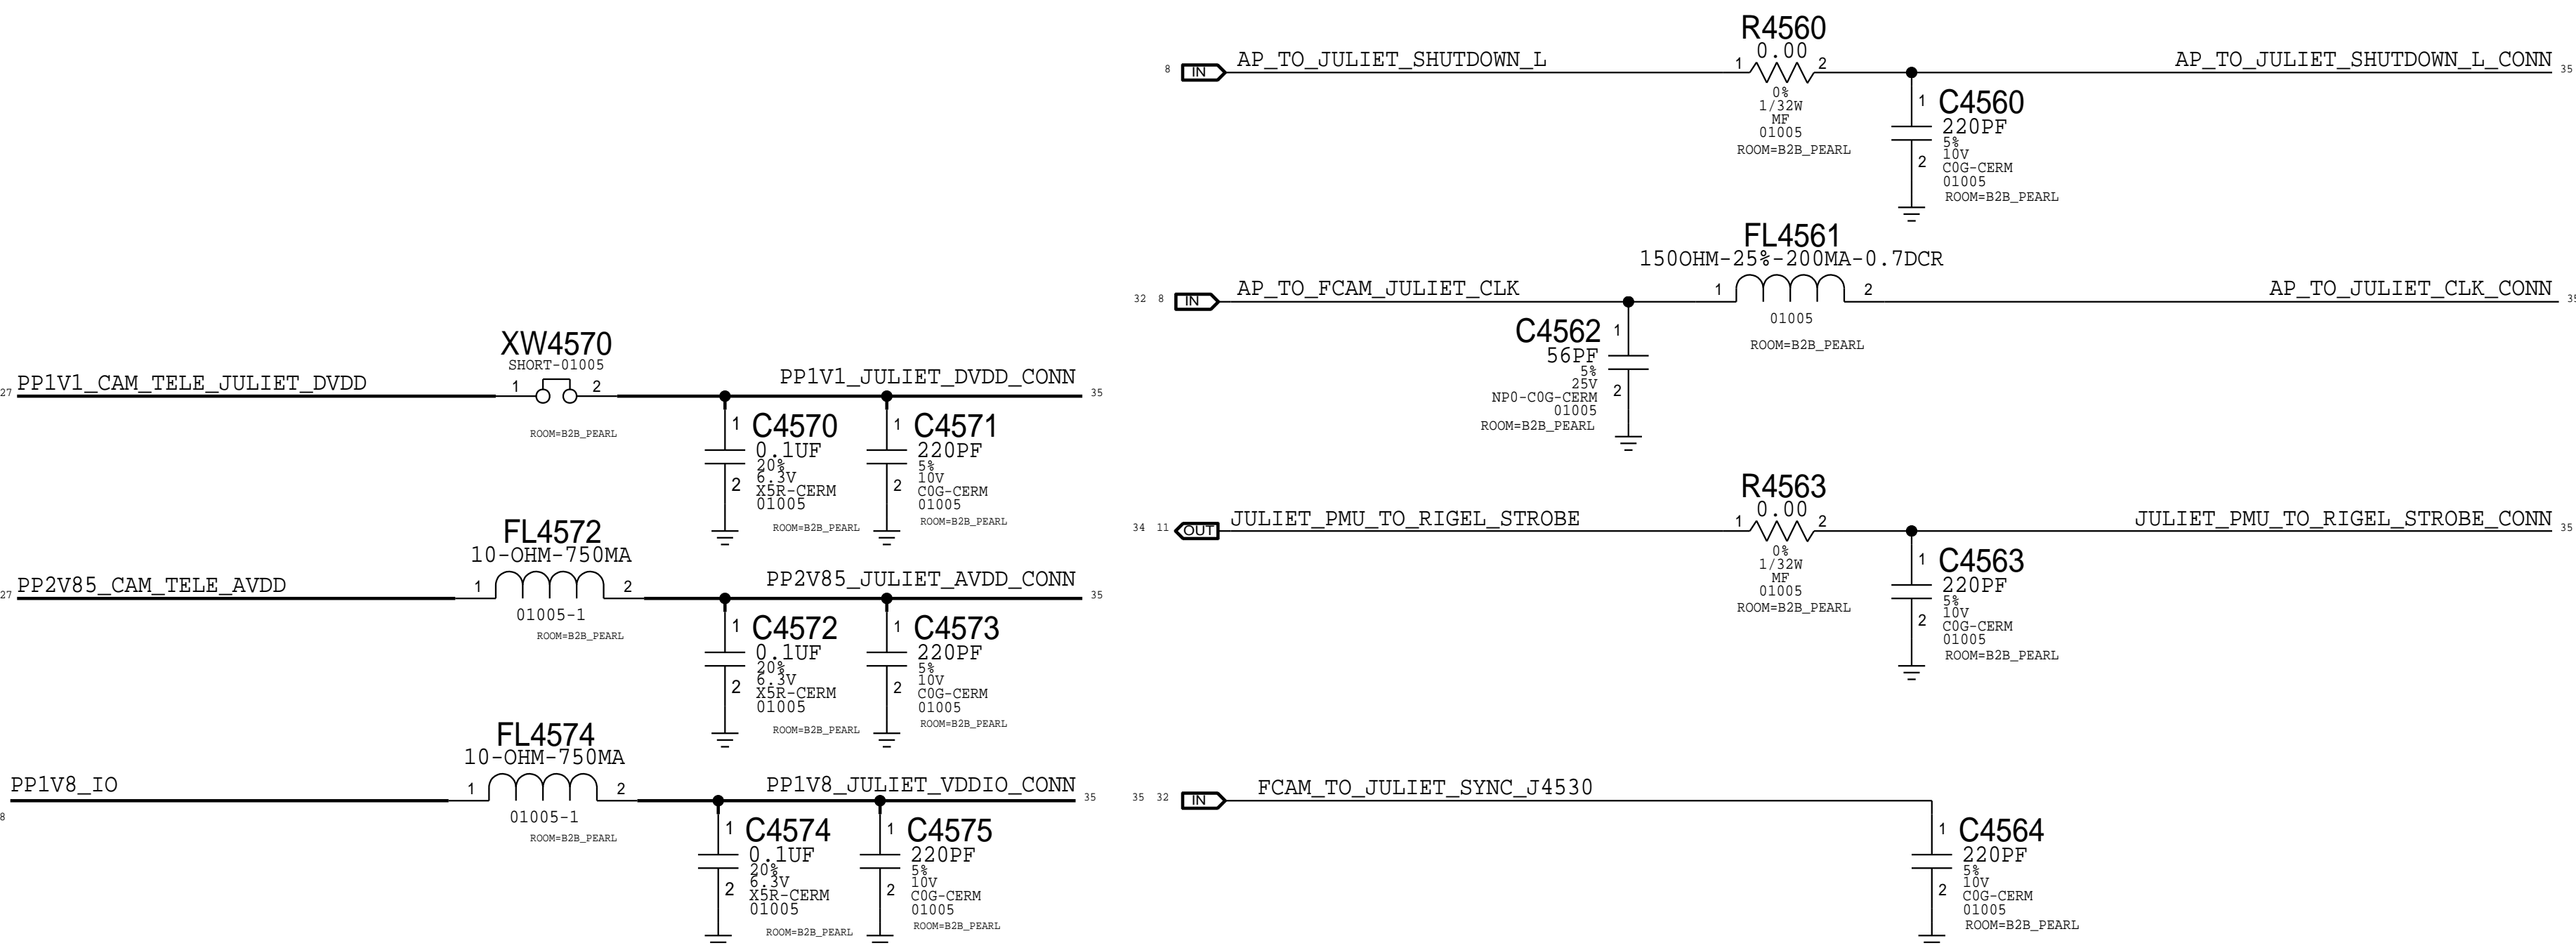 R4560
0.00
8 IN AP_TO_JULIET_SHUTDOWN_L 1 2 AP_TO_JULIET_SHUTDOWN_L_CONN 35
0%
1/32W
MF
01005
ROOM=B2B_PEARL
1 C4560
220PF
5%
10V
2 C0G-CERM
01005
ROOM=B2B_PEARL
FL4561
150OHM-25%-200MA-0.7DCR
32 8 IN AP_TO_FCAM_JULIET_CLK 1 2 AP_TO_JULIET_CLK_CONN 35
01005
ROOM=B2B_PEARL
C4562 1
56PF
5%
25V 2
NP0-C0G-CERM
01005
ROOM=B2B_PEARL
XW4570
SHORT-01005
27 PP1V1_CAM_TELE_JULIET_DVDD 1 2 PP1V1_JULIET_DVDD_CONN 35
ROOM=B2B_PEARL
1 C4570
0.1UF
20%
6.3V
2 X5R-CERM
01005
ROOM=B2B_PEARL
1 C4571
220PF
5%
10V
2 C0G-CERM
01005
ROOM=B2B_PEARL
R4563
0.00
34 11 OUT JULIET_PMU_TO_RIGEL_STROBE 1 2 JULIET_PMU_TO_RIGEL_STROBE_CONN 35
0%
1/32W
MF
01005
ROOM=B2B_PEARL
1 C4563
220PF
5%
10V
2 C0G-CERM
01005
ROOM=B2B_PEARL
FL4572
10-OHM-750MA
27 PP2V85_CAM_TELE_AVDD 1 2 PP2V85_JULIET_AVDD_CONN 35
01005-1
ROOM=B2B_PEARL
1 C4572
0.1UF
20%
6.3V
2 X5R-CERM
01005
ROOM=B2B_PEARL
1 C4573
220PF
5%
10V
2 C0G-CERM
01005
ROOM=B2B_PEARL
FL4574
10-OHM-750MA
PP1V8_IO 1 2 PP1V8_JULIET_VDDIO_CONN 35
8
01005-1
ROOM=B2B_PEARL
1 C4574
0.1UF
20%
6.3V
2 X5R-CERM
01005
ROOM=B2B_PEARL
1 C4575
220PF
5%
10V
2 C0G-CERM
01005
ROOM=B2B_PEARL
35 32 IN FCAM_TO_JULIET_SYNC_J4530
1 C4564
220PF
5%
10V
2 C0G-CERM
01005
ROOM=B2B_PEARL